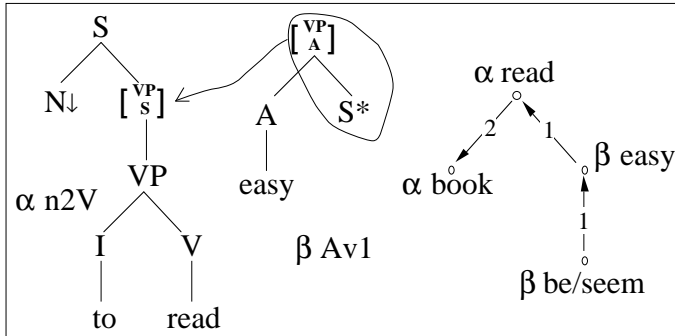 S
[ VP S ]
N↓
VP
α n2V
I
V
to
read
[ VP A ]
A
S*
easy
β Av1
α read
2
1
α book
β easy
1
β be/seem